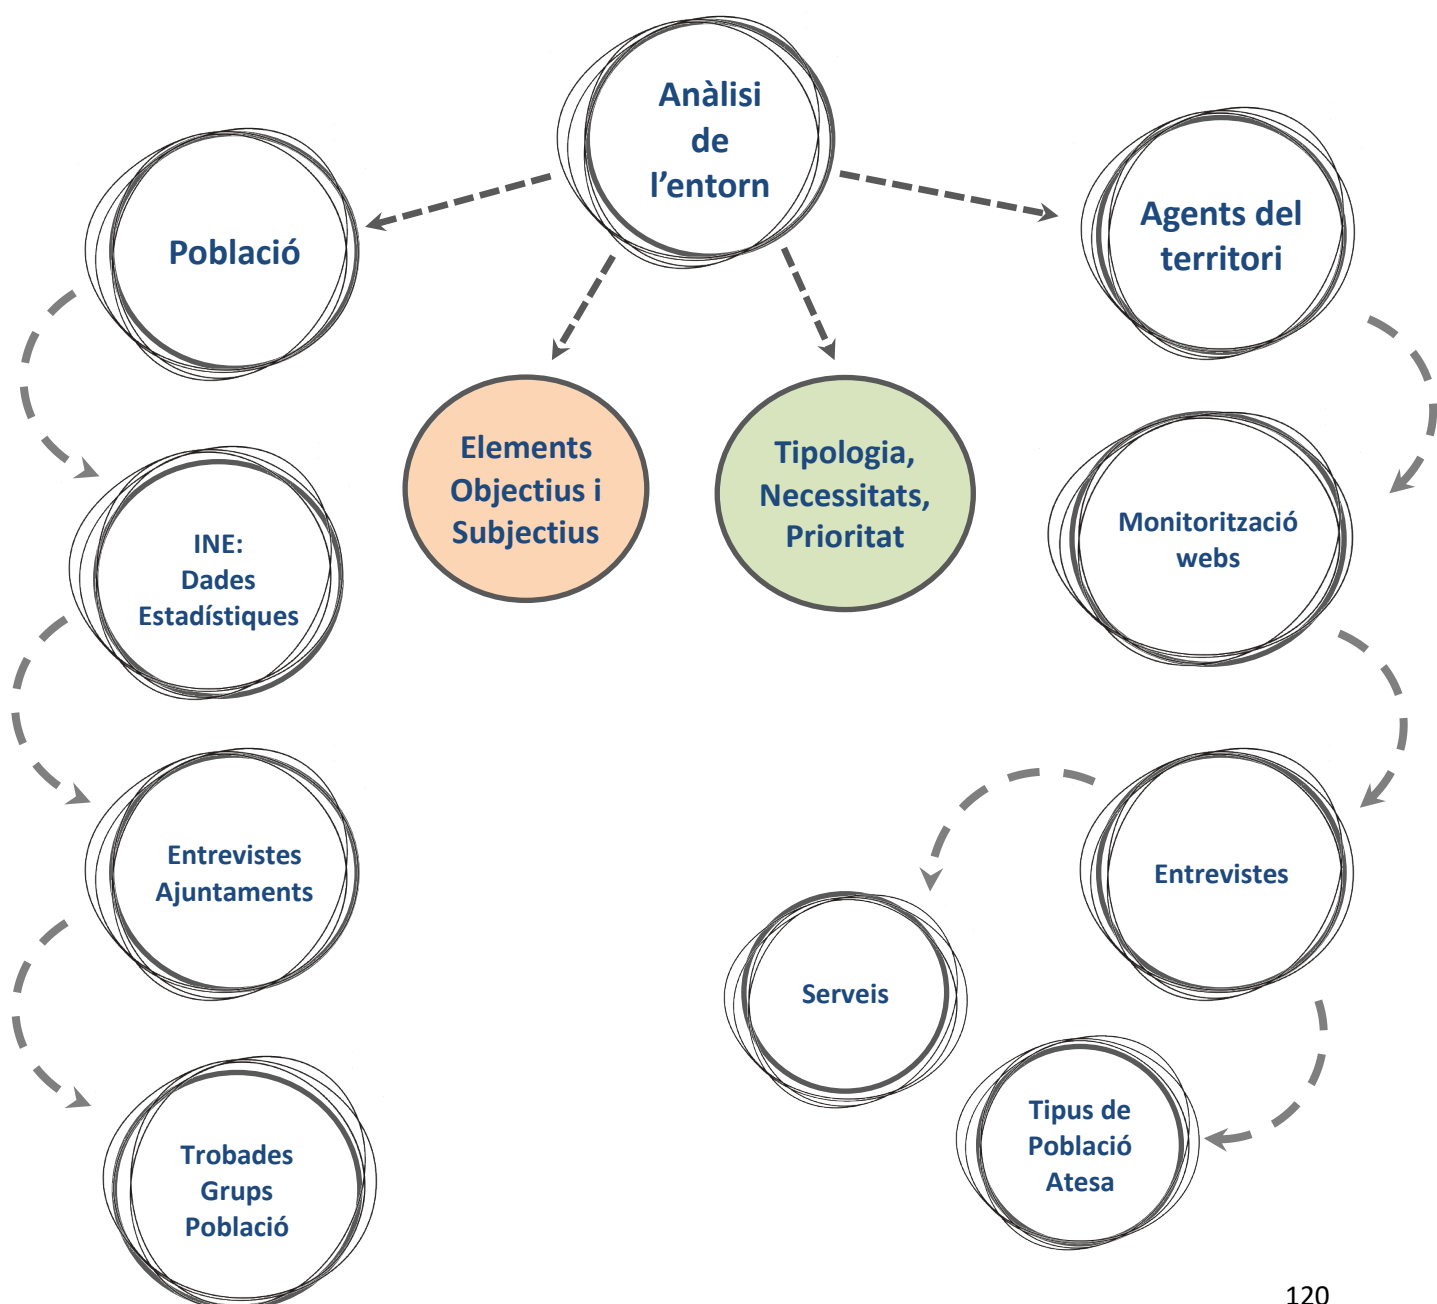 Anàlisi
de
l'entorn
Població
Agents del
territori
Elements
Objectius i
Subjectius
Tipologia,
Necessitats,
Prioritat
INE:
Dades
Estadístiques
Monitorització
webs
Entrevistes
Ajuntaments
Entrevistes
Serveis
Tipus de
Població
Atesa
Trobades
Grups
Població
120